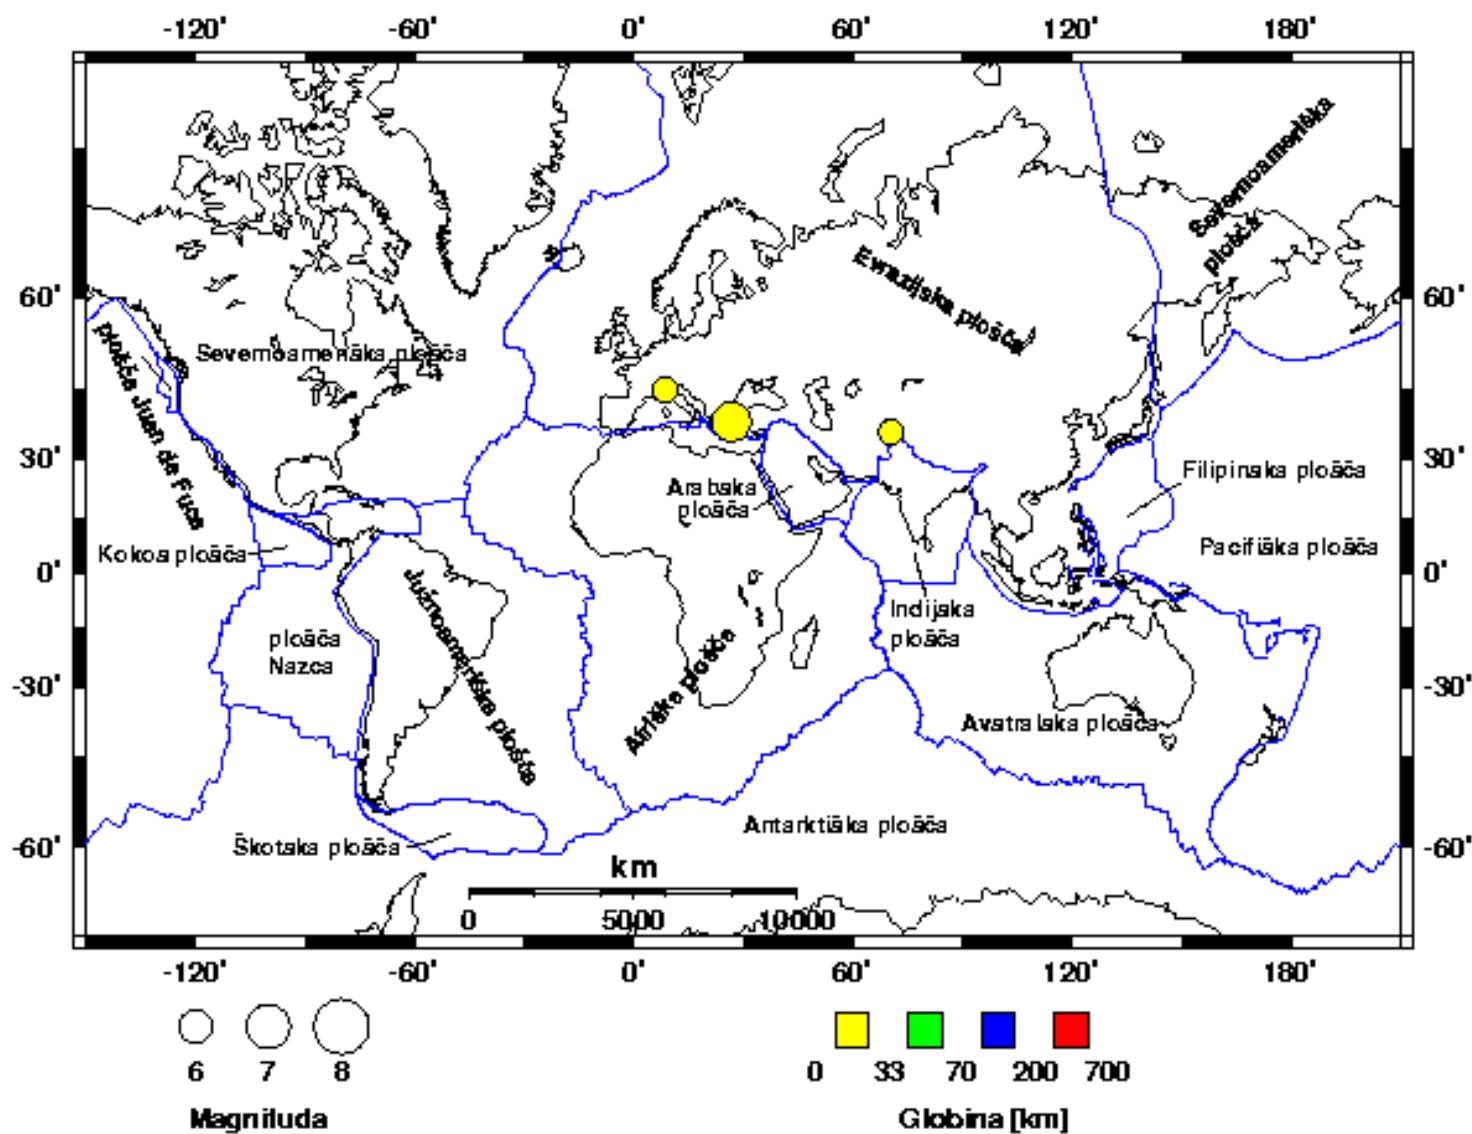 -120' -60' 0' 60' 120' 180'
60' 60'
30' 30'
0' 0'
-30' -30'
-60' -60'
Severnoameriška
plošča
Evrazijska plošča
Severnoameriška plošča
plošča Juan de Fuca
Filipinska plošča
Arabska
plošča
Pacifiška plošča
Kokos plošča
Južnoameriška plošča
Indijska
plošča
plošča
Nazca
Afriška plošča
Avstralska plošča
Antarktiška plošča
Škotska plošča
km
0 5000 10000
-120' -60' 0' 60' 120' 180'
6 7 8
0 33 70 200 700
Magnituda
Globina [km]